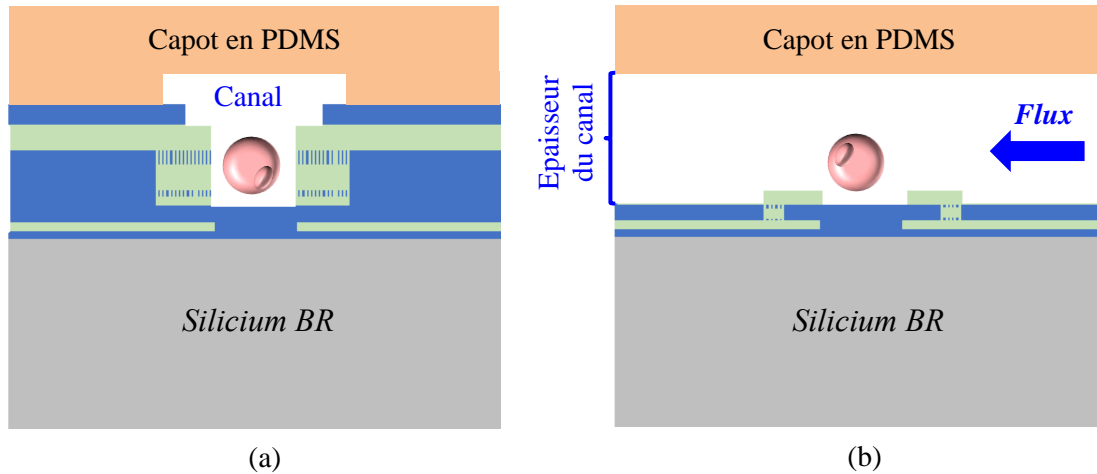 Capot en PDMS
Canal
Silicium BR
(a)
Capot en PDMS
Epaisseur
du canal
Flux
Silicium BR
(b)